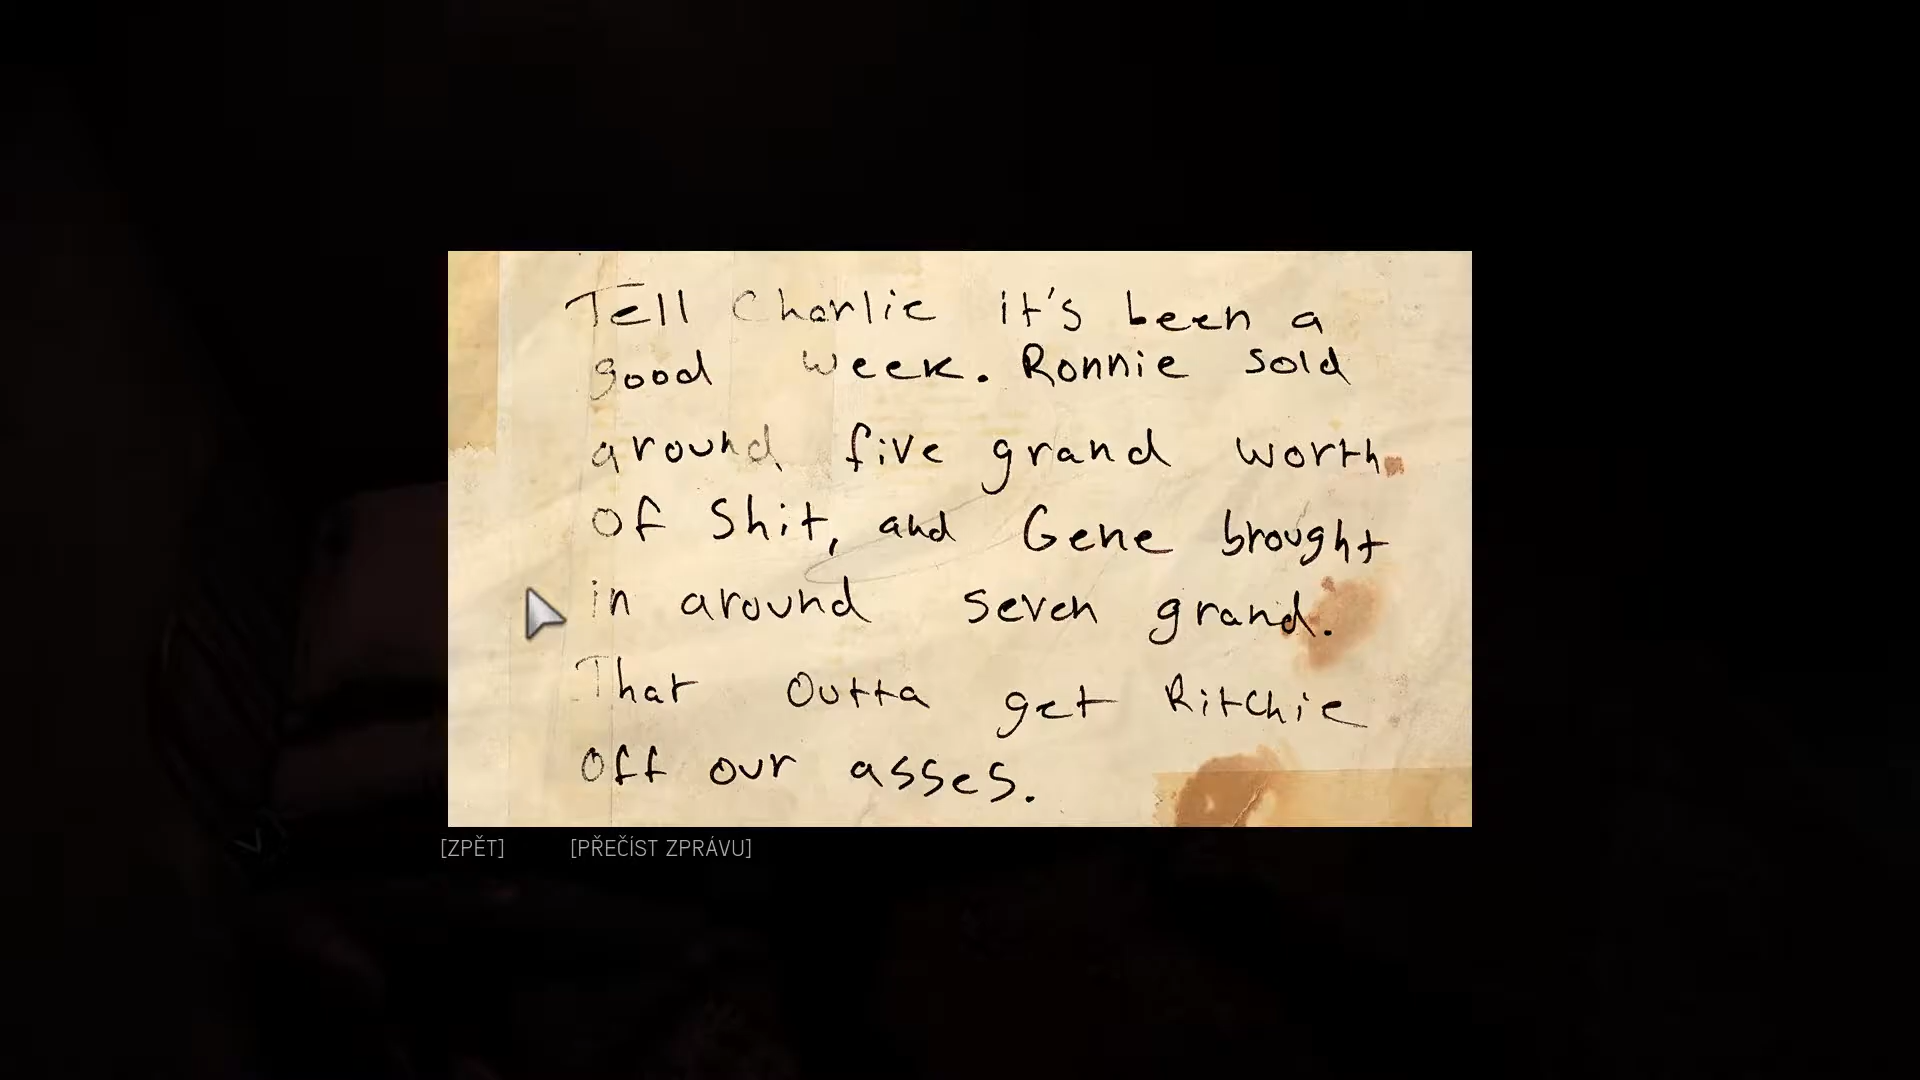 Tell Charlie it's been a
good week. Ronnie sold
around five grand worth
of shit, and Gene brought
in around seven grand.
That Outta get Ritchie
off our asses.
[ZPĚT] [PŘEČÍST ZPRÁVU]